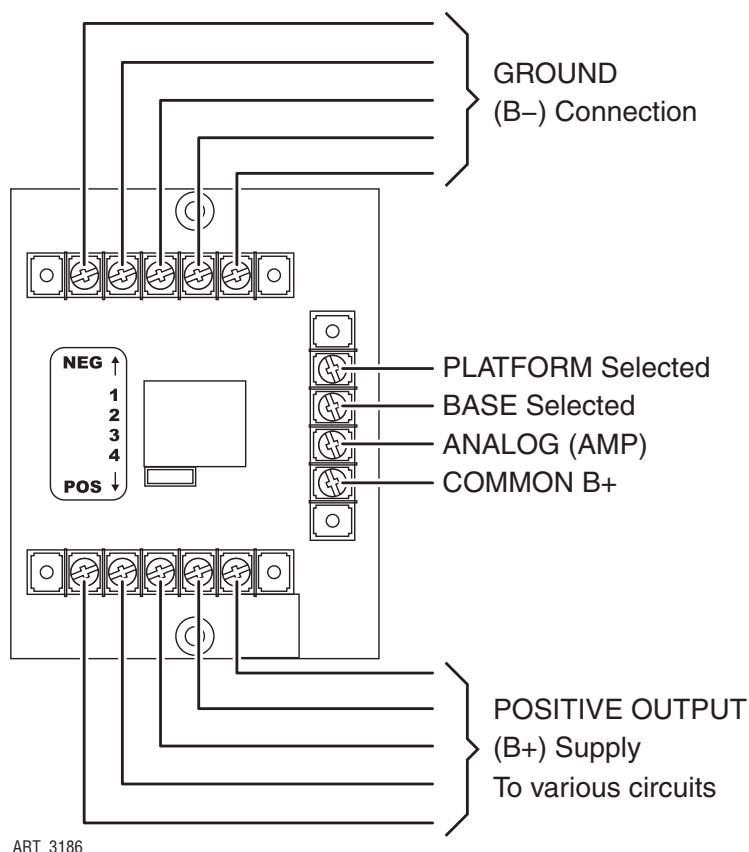 GROUND
(B–) Connection
NEG ↑
1
2
3
4
POS ↓
PLATFORM Selected
BASE Selected
ANALOG (AMP)
COMMON B+
POSITIVE OUTPUT
(B+) Supply
To various circuits
ART_3186